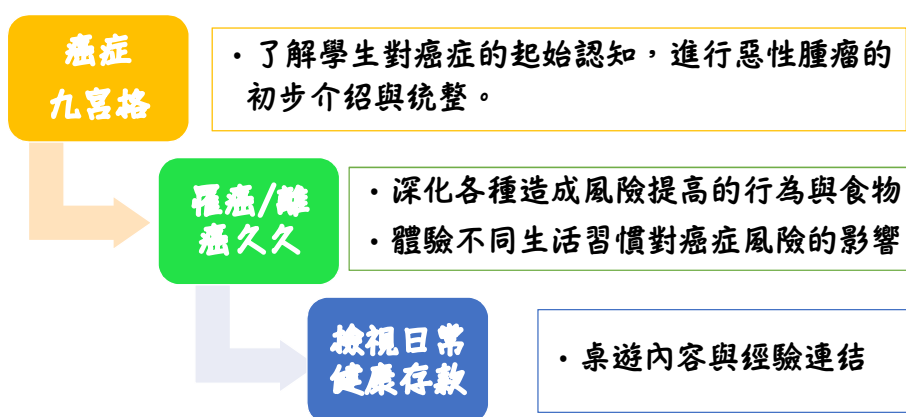 癌症
九宮格
・了解學生對癌症的起始認知，進行惡性腫瘤的
初步介紹與統整。
罹癌/離
癌久久
・深化各種造成風險提高的行為與食物
・體驗不同生活習慣對癌症風險的影響
檢視日常
健康存款
・桌遊內容與經驗連結